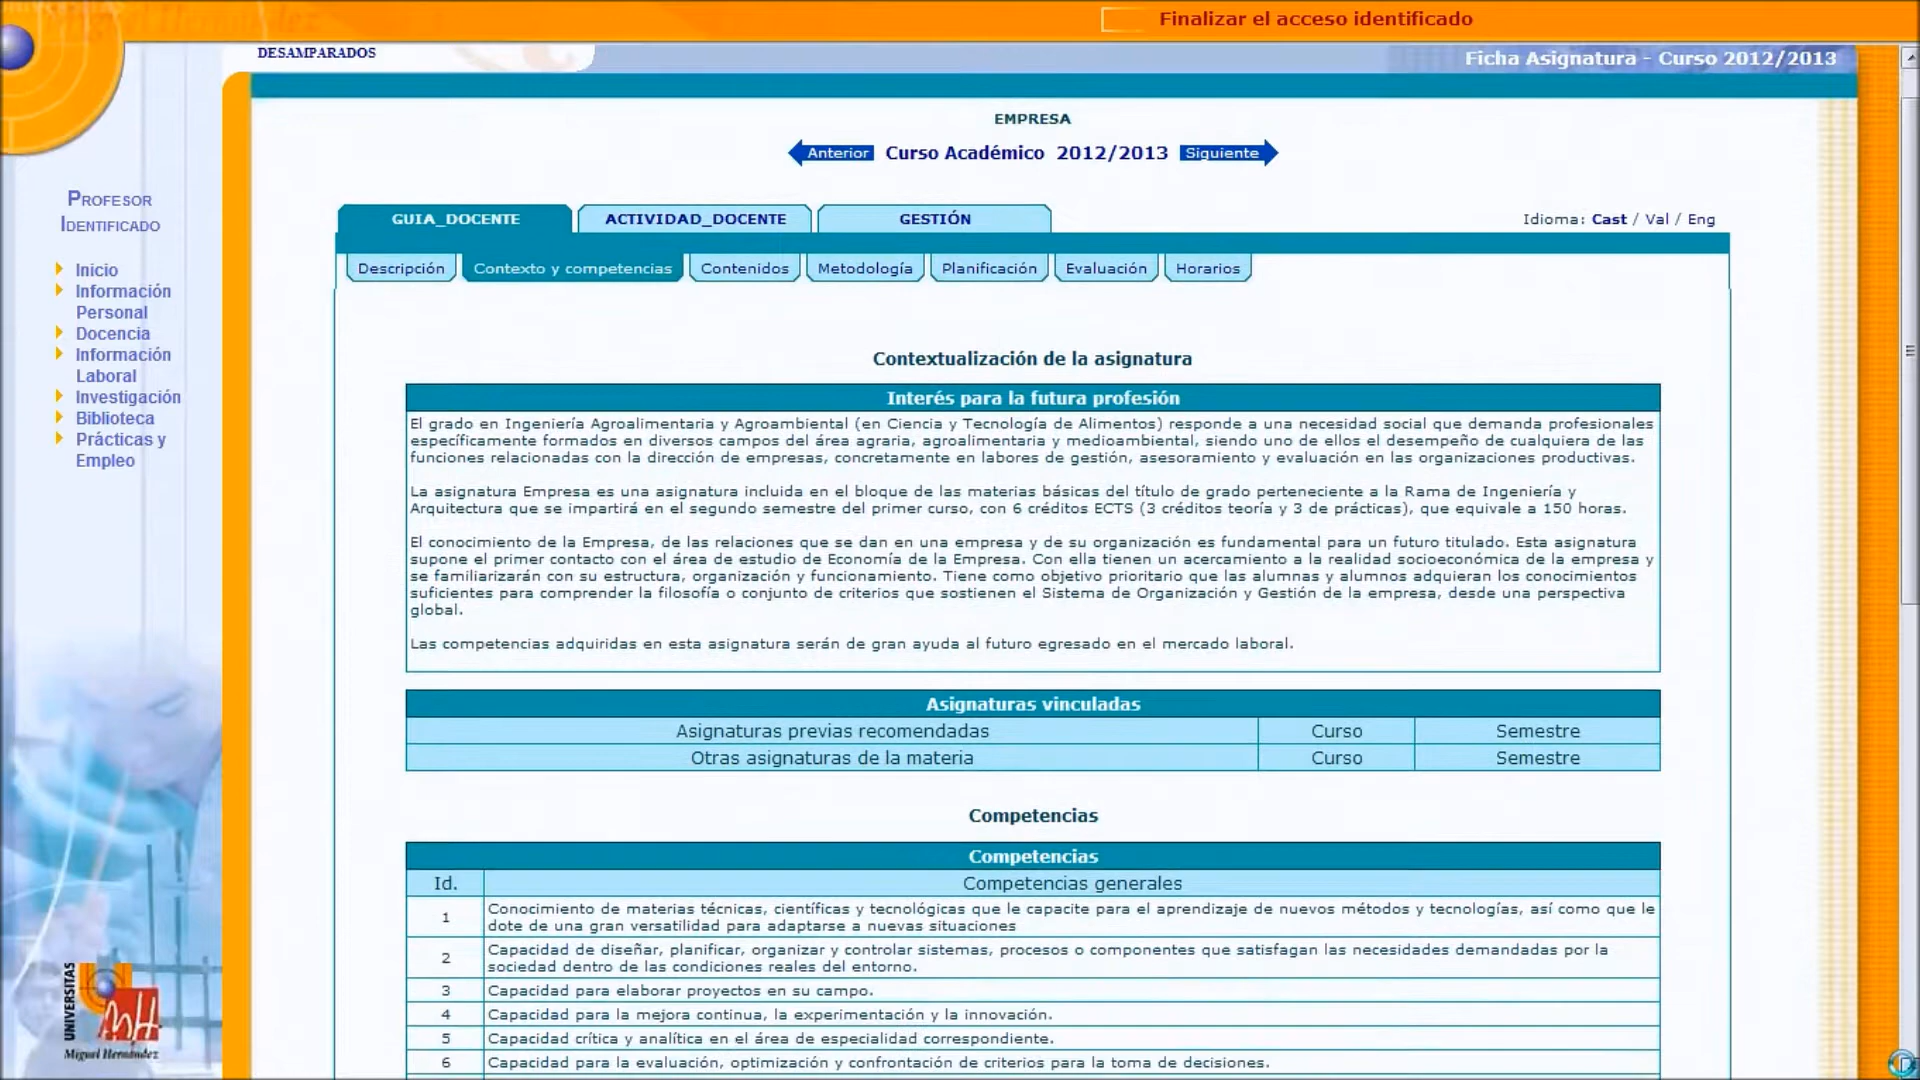 Finalizar el acceso identificado
DESAMPARADOS
Ficha Asignatura - Curso 2012/2013
EMPRESA
Anterior Curso Académico 2012/2013 Siguiente
PROFESOR
IDENTIFICADO
Inicio
Información
Personal
Docencia
Información
Laboral
Investigación
Biblioteca
Prácticas y
Empleo
GUIA_DOCENTE ACTIVIDAD_DOCENTE GESTIÓN
Idioma: Cast / Val / Eng
Descripción Contexto y competencias Contenidos Metodología Planificación Evaluación Horarios
Contextualización de la asignatura
Interés para la futura profesión
El grado en Ingeniería Agroalimentaria y Agroambiental (en Ciencia y Tecnología de Alimentos) responde a una necesidad social que demanda profesionales
específicamente formados en diversos campos del área agraria, agroalimentaria y medioambiental, siendo uno de ellos el desempeño de cualquiera de las
funciones relacionadas con la dirección de empresas, concretamente en labores de gestión, asesoramiento y evaluación en las organizaciones productivas.
La asignatura Empresa es una asignatura incluida en el bloque de las materias básicas del título de grado perteneciente a la Rama de Ingeniería y
Arquitectura que se impartirá en el segundo semestre del primer curso, con 6 créditos ECTS (3 créditos teoría y 3 de prácticas), que equivale a 150 horas.
El conocimiento de la Empresa, de las relaciones que se dan en una empresa y de su organización es fundamental para un futuro titulado. Esta asignatura
supone el primer contacto con el área de estudio de Economía de la Empresa. Con ella tienen un acercamiento a la realidad socioeconómica de la empresa y
se familiarizarán con su estructura, organización y funcionamiento. Tiene como objetivo prioritario que las alumnas y alumnos adquieran los conocimientos
suficientes para comprender la filosofía o conjunto de criterios que sostienen el Sistema de Organización y Gestión de la empresa, desde una perspectiva
global.
Las competencias adquiridas en esta asignatura serán de gran ayuda al futuro egresado en el mercado laboral.
Asignaturas vinculadas
Asignaturas previas recomendadas Curso Semestre
Otras asignaturas de la materia Curso Semestre
Competencias
Competencias
Id. Competencias generales
1 Conocimiento de materias técnicas, científicas y tecnológicas que le capacite para el aprendizaje de nuevos métodos y tecnologías, así como que le
dote de una gran versatilidad para adaptarse a nuevas situaciones
2 Capacidad de diseñar, planificar, organizar y controlar sistemas, procesos o componentes que satisfagan las necesidades demandadas por la
sociedad dentro de las condiciones reales del entorno.
3 Capacidad para elaborar proyectos en su campo.
4 Capacidad para la mejora continua, la experimentación y la innovación.
5 Capacidad crítica y analítica en el área de especialidad correspondiente.
6 Capacidad para la evaluación, optimización y confrontación de criterios para la toma de decisiones.
UNIVERSITAS
Miguel Hernández